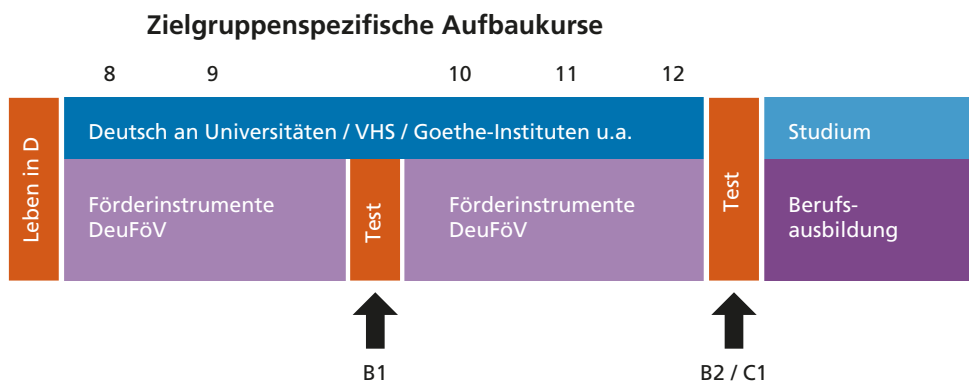 Zielgruppenspezifische Aufbaukurse
8 9 10 11 12
Leben in D
Deutsch an Universitäten / VHS / Goethe-Instituten u.a.
Förderinstrumente
DeuFöV
Test
Förderinstrumente
DeuFöV
Test
Studium
Berufs-
ausbildung
B1
B2 / C1